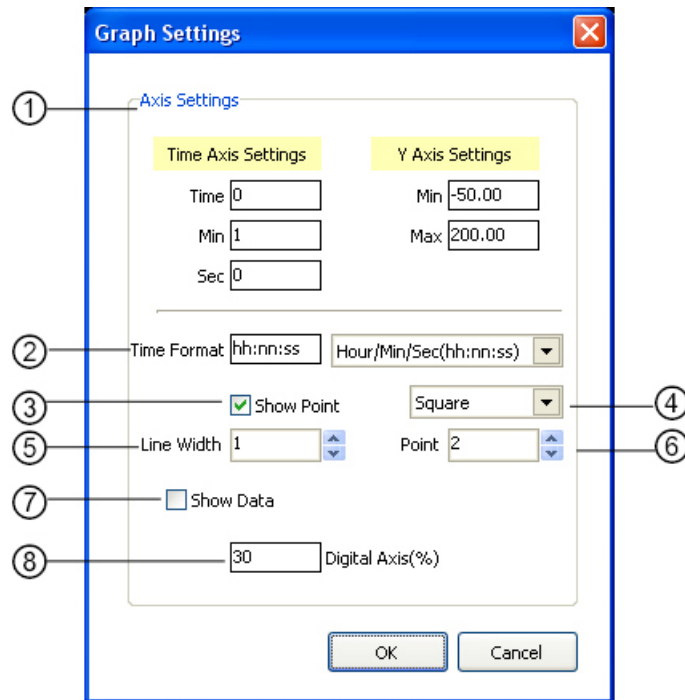 Graph Settings
① Axis Settings
Time Axis Settings Y Axis Settings
Time 0 Min -50.00
Min 1 Max 200.00
Sec 0
② Time Format hh:nn:ss Hour/Min/Sec(hh:nn:ss)
③ Show Point Square ④
⑤ Line Width 1 Point 2 ⑥
⑦ Show Data
⑧ 30 Digital Axis(%)
OK Cancel